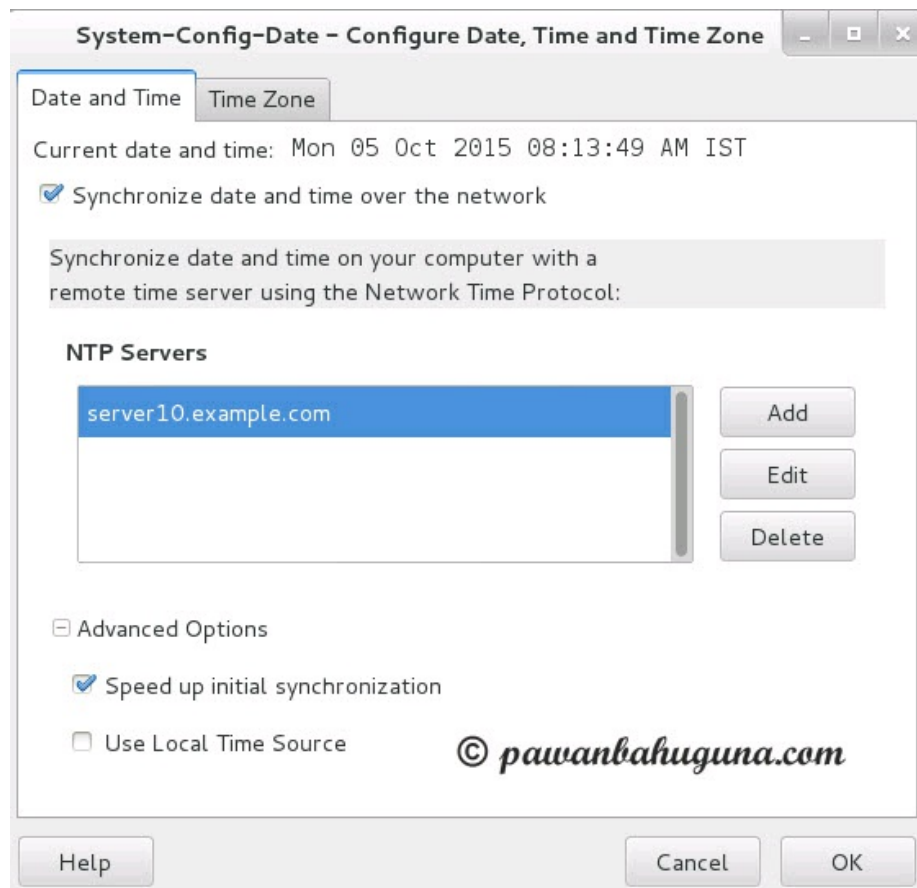 System-Config-Date – Configure Date, Time and Time Zone
Date and Time Time Zone
Current date and time: Mon 05 Oct 2015 08:13:49 AM IST
Synchronize date and time over the network
Synchronize date and time on your computer with a
remote time server using the Network Time Protocol:
NTP Servers
server10.example.com
Add
Edit
Delete
Advanced Options
Speed up initial synchronization
Use Local Time Source
© pawanbahuguna.com
Help Cancel OK